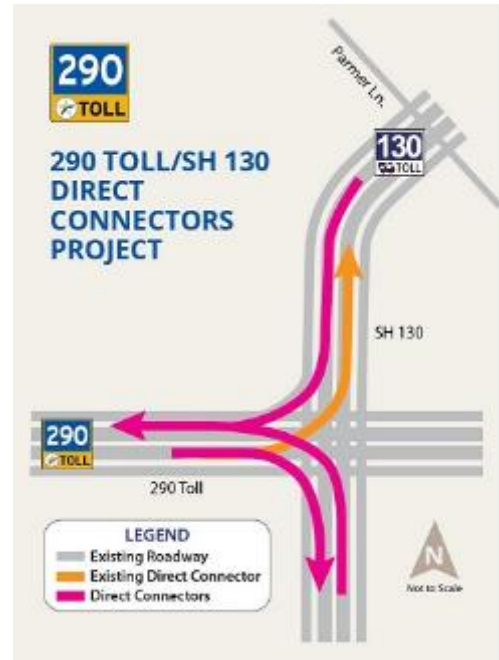 290
TOLL
290 TOLL/SH 130
DIRECT
CONNECTORS
PROJECT
Parmer Ln.
130
TOLL
SH 130
290
TOLL
290 Toll
LEGEND
Existing Roadway
Existing Direct Connector
Direct Connectors
N
Not to Scale